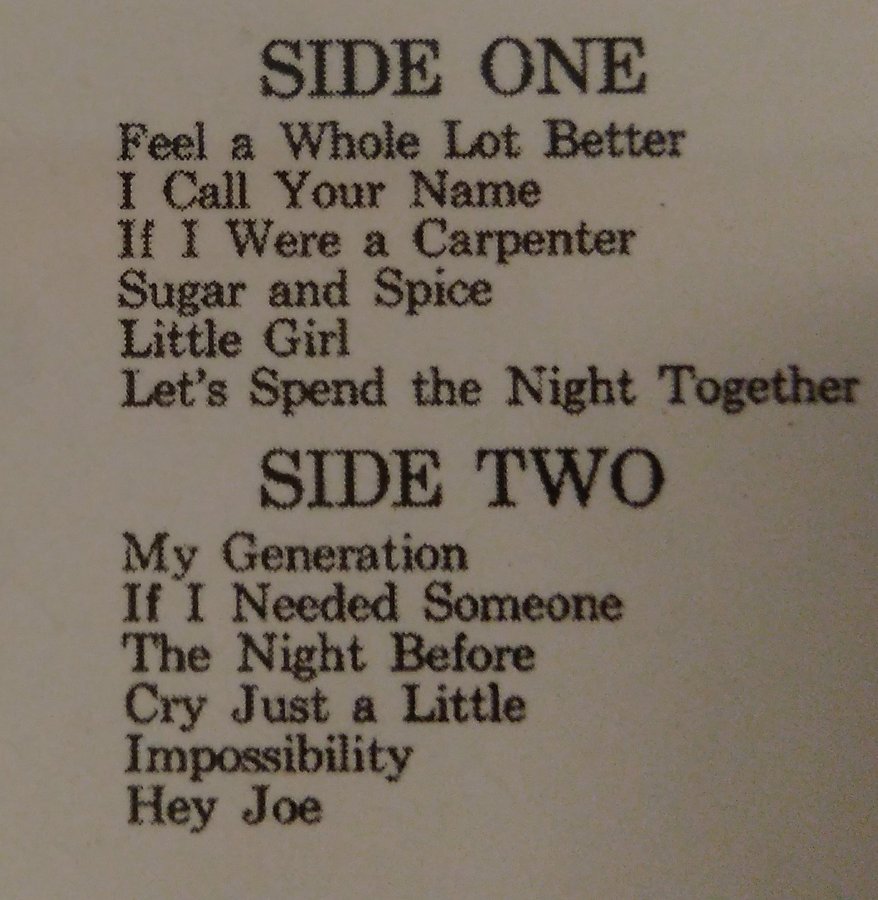 SIDE ONE
Feel a Whole Lot Better
I Call Your Name
If I Were a Carpenter
Sugar and Spice
Little Girl
Let's Spend the Night Together
SIDE TWO
My Generation
If I Needed Someone
The Night Before
Cry Just a Little
Impossibility
Hey Joe